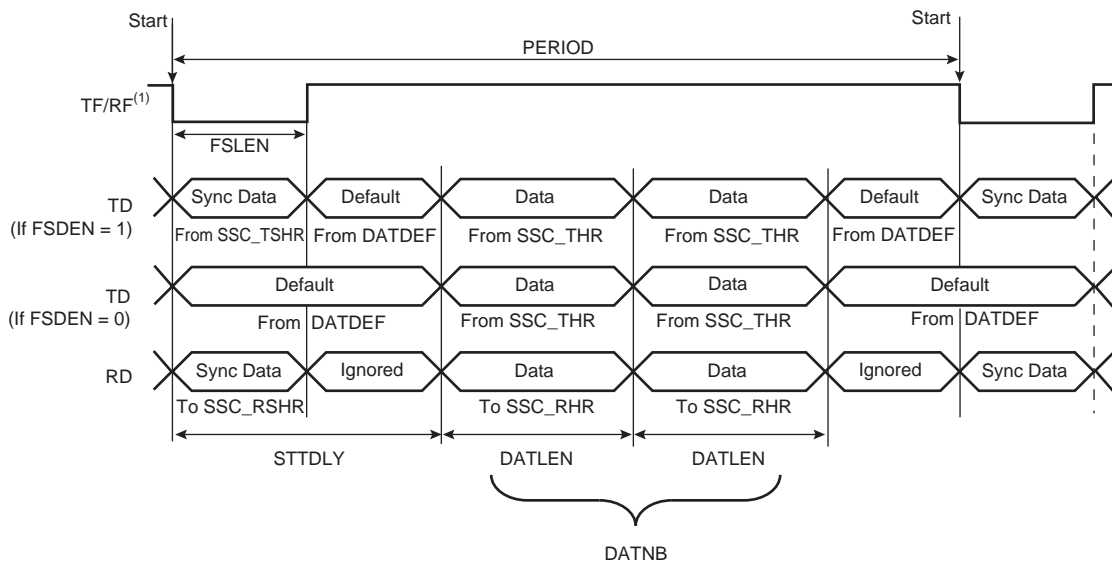 Start
Start
PERIOD
TF/RF(1)
FSLEN
TD
(If FSDEN = 1)
Sync Data
Default
Data
Data
Default
Sync Data
From SSC_TSHR
From DATDEF
From SSC_THR
From SSC_THR
From DATDEF
TD
(If FSDEN = 0)
Default
Data
Data
Default
From DATDEF
From SSC_THR
From SSC_THR
From DATDEF
RD
Sync Data
Ignored
Data
Data
Ignored
Sync Data
To SSC_RSHR
To SSC_RHR
To SSC_RHR
STTDLY
DATLEN
DATLEN
DATNB